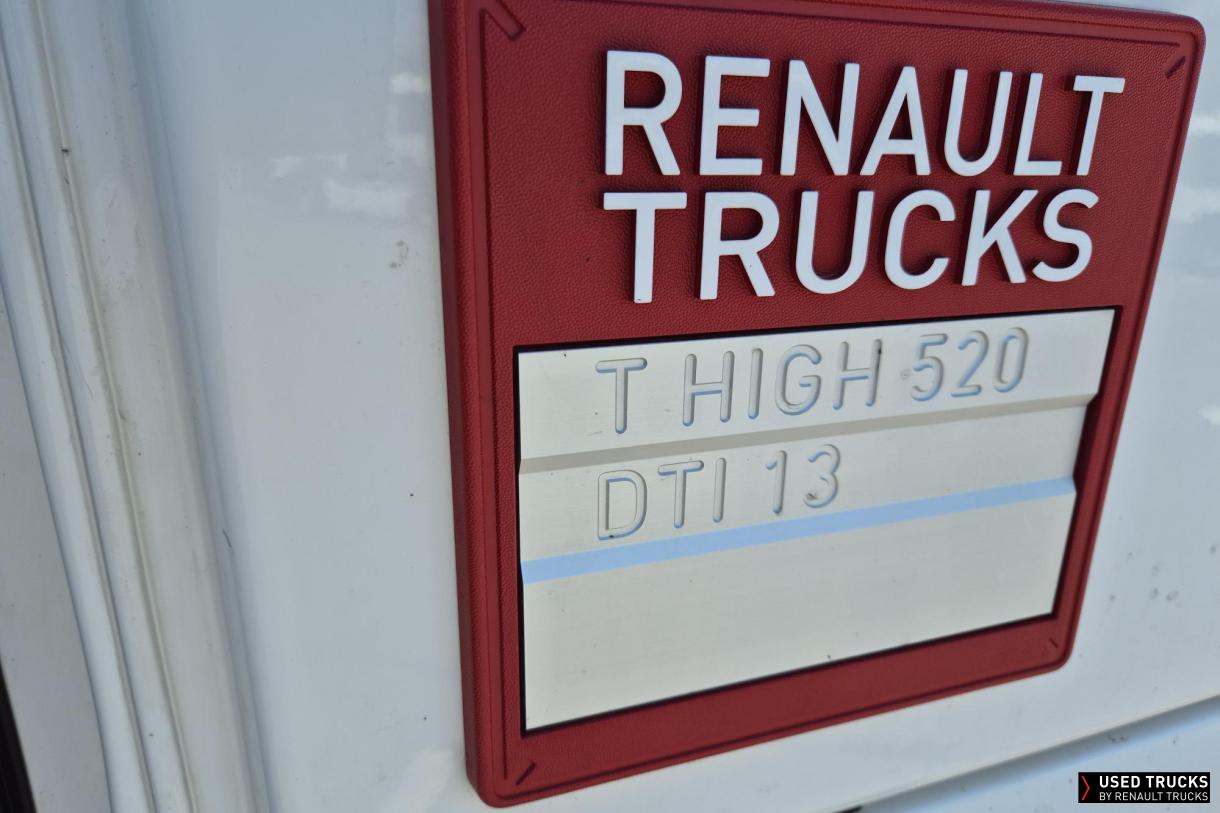 RENAULT
TRUCKS
T HIGH 520
DTI 13
USED TRUCKS
BY RENAULT TRUCKS